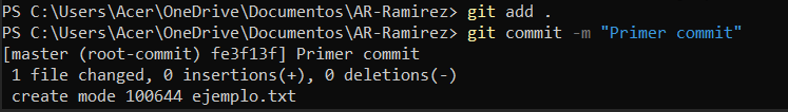 PS C:\Users\Acer\OneDrive\Documentos\AR-Ramirez> git add .
PS C:\Users\Acer\OneDrive\Documentos\AR-Ramirez> git commit -m "Primer commit"
[master (root-commit) fe3f13f] Primer commit
 1 file changed, 0 insertions(+), 0 deletions(-)
 create mode 100644 ejemplo.txt